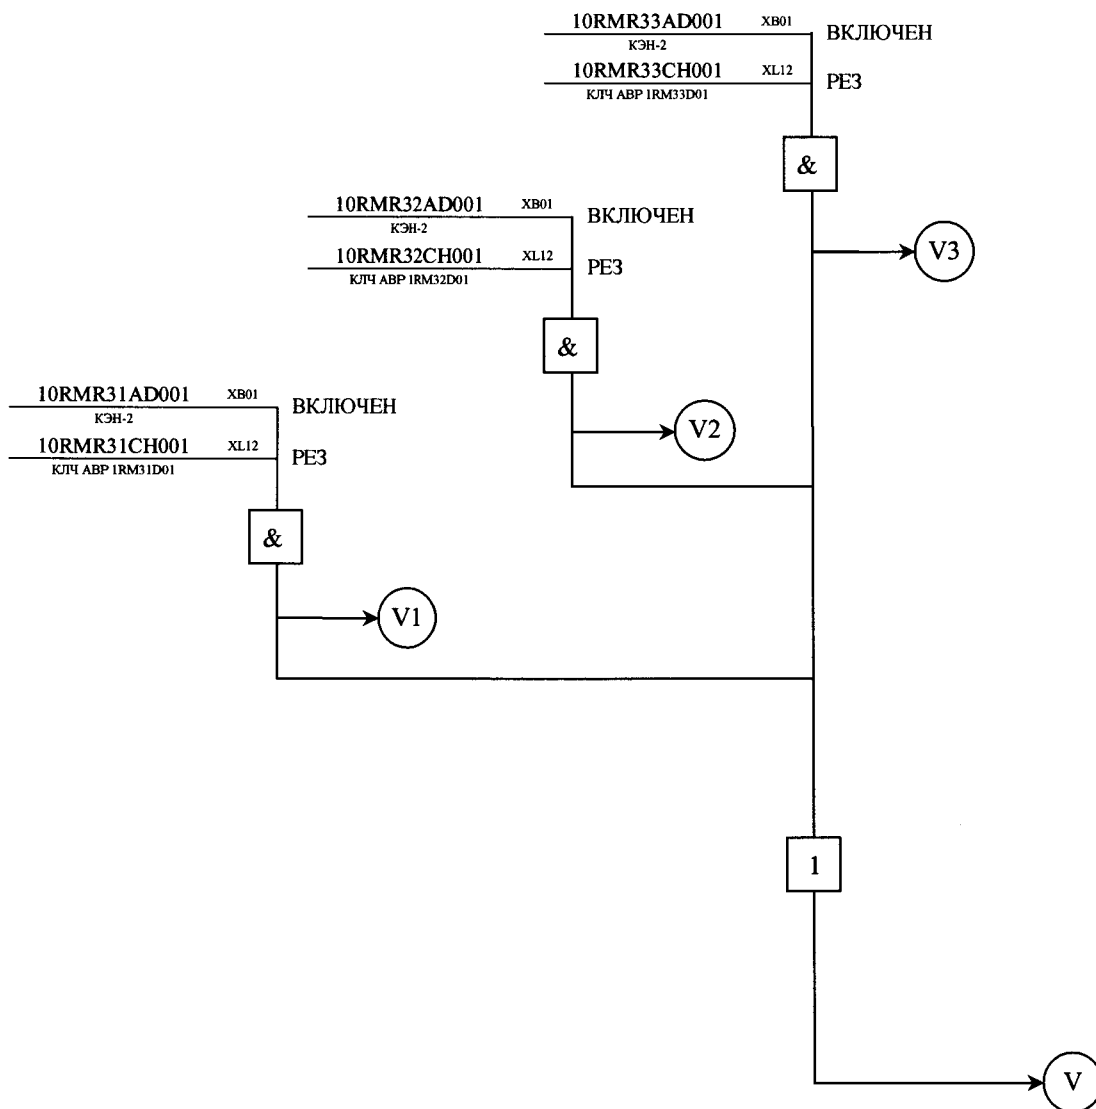 10RMR33AD001 XB01 ВКЛЮЧЕН
КЭН-2
10RMR33CH001 XL12 РЕЗ
КЛЧ АВР 1RM33D01
&
10RMR32AD001 XB01 ВКЛЮЧЕН
КЭН-2
V3
10RMR32CH001 XL12 РЕЗ
КЛЧ АВР 1RM32D01
&
10RMR31AD001 XB01 ВКЛЮЧЕН
КЭН-2
V2
10RMR31CH001 XL12 РЕЗ
КЛЧ АВР 1RM31D01
&
V1
1
V